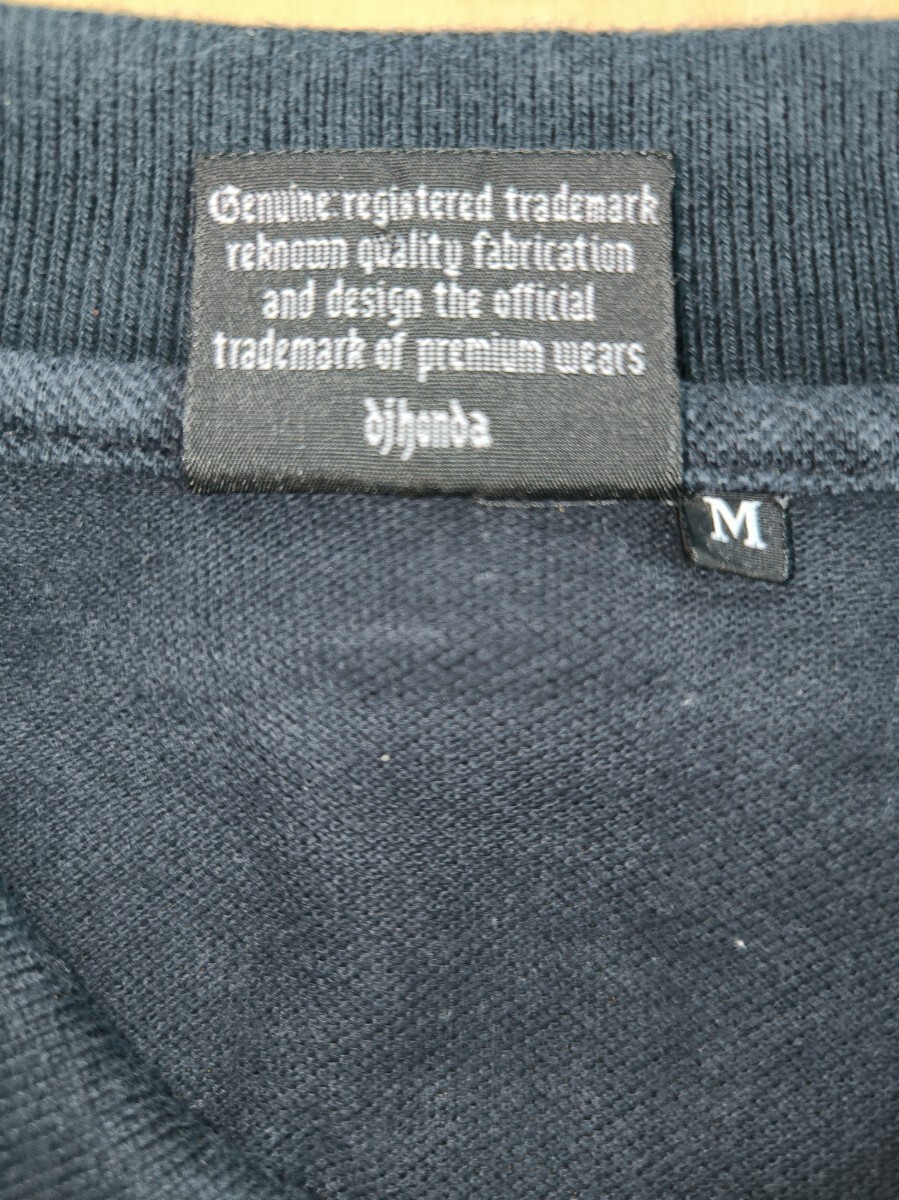 Genuine registered trademark
reknown quality fabrication
and design the official
trademark of premium wears
djhonda
M